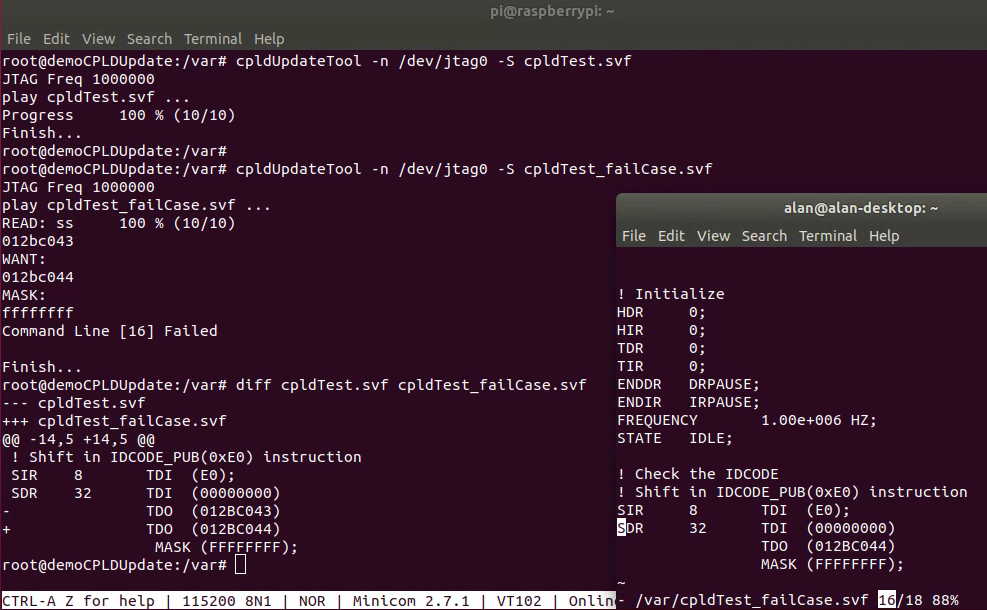 pi@raspberrypi: ~
File Edit View Search Terminal Help
root@demoCPLDUpdate:/var# cpldUpdateTool -n /dev/jtag0 -S cpldTest.svf
JTAG Freq 1000000
play cpldTest.svf ...
Progress     100 % (10/10)
Finish...
root@demoCPLDUpdate:/var#
root@demoCPLDUpdate:/var# cpldUpdateTool -n /dev/jtag0 -S cpldTest_failCase.svf
JTAG Freq 1000000
play cpldTest_failCase.svf ...
READ: ss     100 % (10/10)
012bc043
WANT:
012bc044
MASK:
ffffffff
Command Line [16] Failed
Finish...
root@demoCPLDUpdate:/var# diff cpldTest.svf cpldTest_failCase.svf
--- cpldTest.svf
+++ cpldTest_failCase.svf
@@ -14,5 +14,5 @@
 ! Shift in IDCODE_PUB(0xE0) instruction
 SIR    8       TDI  (E0);
 SDR    32      TDI  (00000000)
-               TDO  (012BC043)
+               TDO  (012BC044)
                 MASK (FFFFFFFF);
root@demoCPLDUpdate:/var#
CTRL-A Z for help | 115200 8N1 | NOR | Minicom 2.7.1 | VT102 | Onlin
alan@alan-desktop: ~
File Edit View Search Terminal Help
! Initialize
HDR     0;
HIR     0;
TDR     0;
TIR     0;
ENDDR   DRPAUSE;
ENDIR   IRPAUSE;
FREQUENCY       1.00e+006 HZ;
STATE   IDLE;
! Check the IDCODE
! Shift in IDCODE_PUB(0xE0) instruction
SIR     8       TDI  (E0);
SDR     32      TDI  (00000000)
                TDO  (012BC044)
                MASK (FFFFFFFF);
~
- /var/cpldTest_failCase.svf 16/18 88%